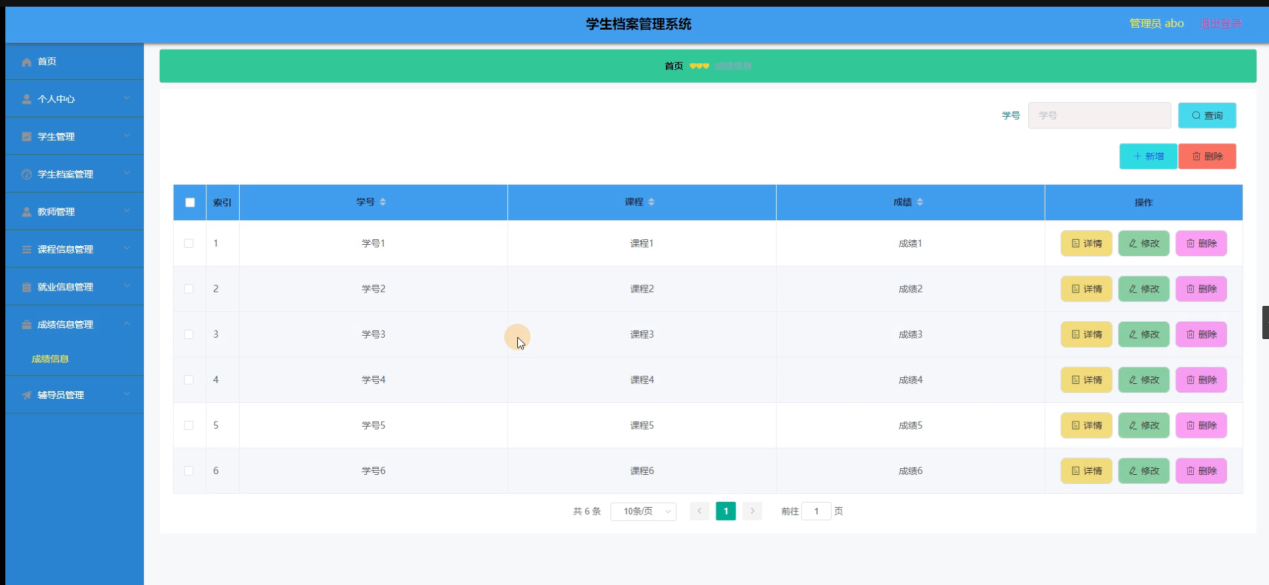 学生档案管理系统
管理员 abo 退出登录
首页
个人中心
学生管理
学生档案管理
教师管理
课程信息管理
就业信息管理
成绩信息管理
成绩信息
辅导员管理
首页 成绩信息
学号 学号 查询
新增 删除
索引 学号 课程 成绩 操作
1 学号1 课程1 成绩1 详情 修改 删除
2 学号2 课程2 成绩2 详情 修改 删除
3 学号3 课程3 成绩3 详情 修改 删除
4 学号4 课程4 成绩4 详情 修改 删除
5 学号5 课程5 成绩5 详情 修改 删除
6 学号6 课程6 成绩6 详情 修改 删除
共 6 条 10条/页 1 前往 1 页